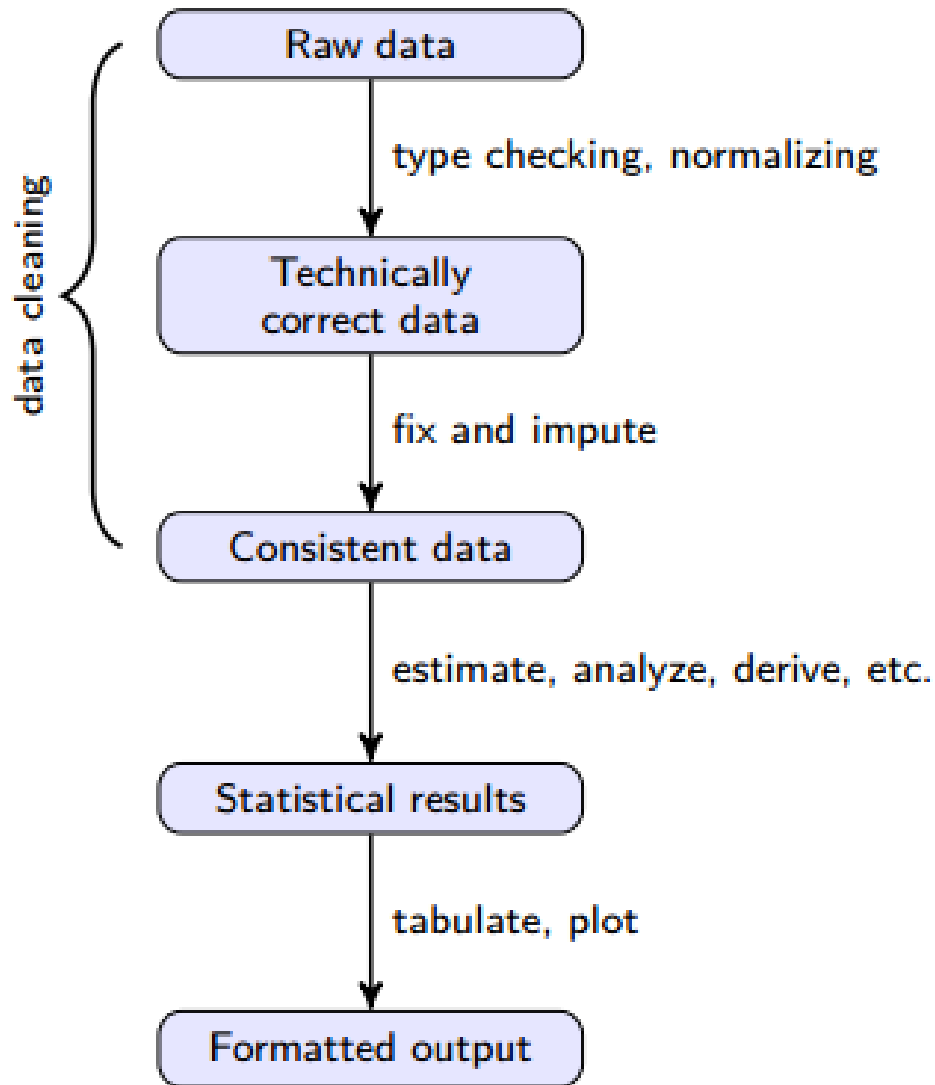 Raw data
type checking, normalizing
data cleaning
Technically
correct data
fix and impute
Consistent data
estimate, analyze, derive, etc.
Statistical results
tabulate, plot
Formatted output